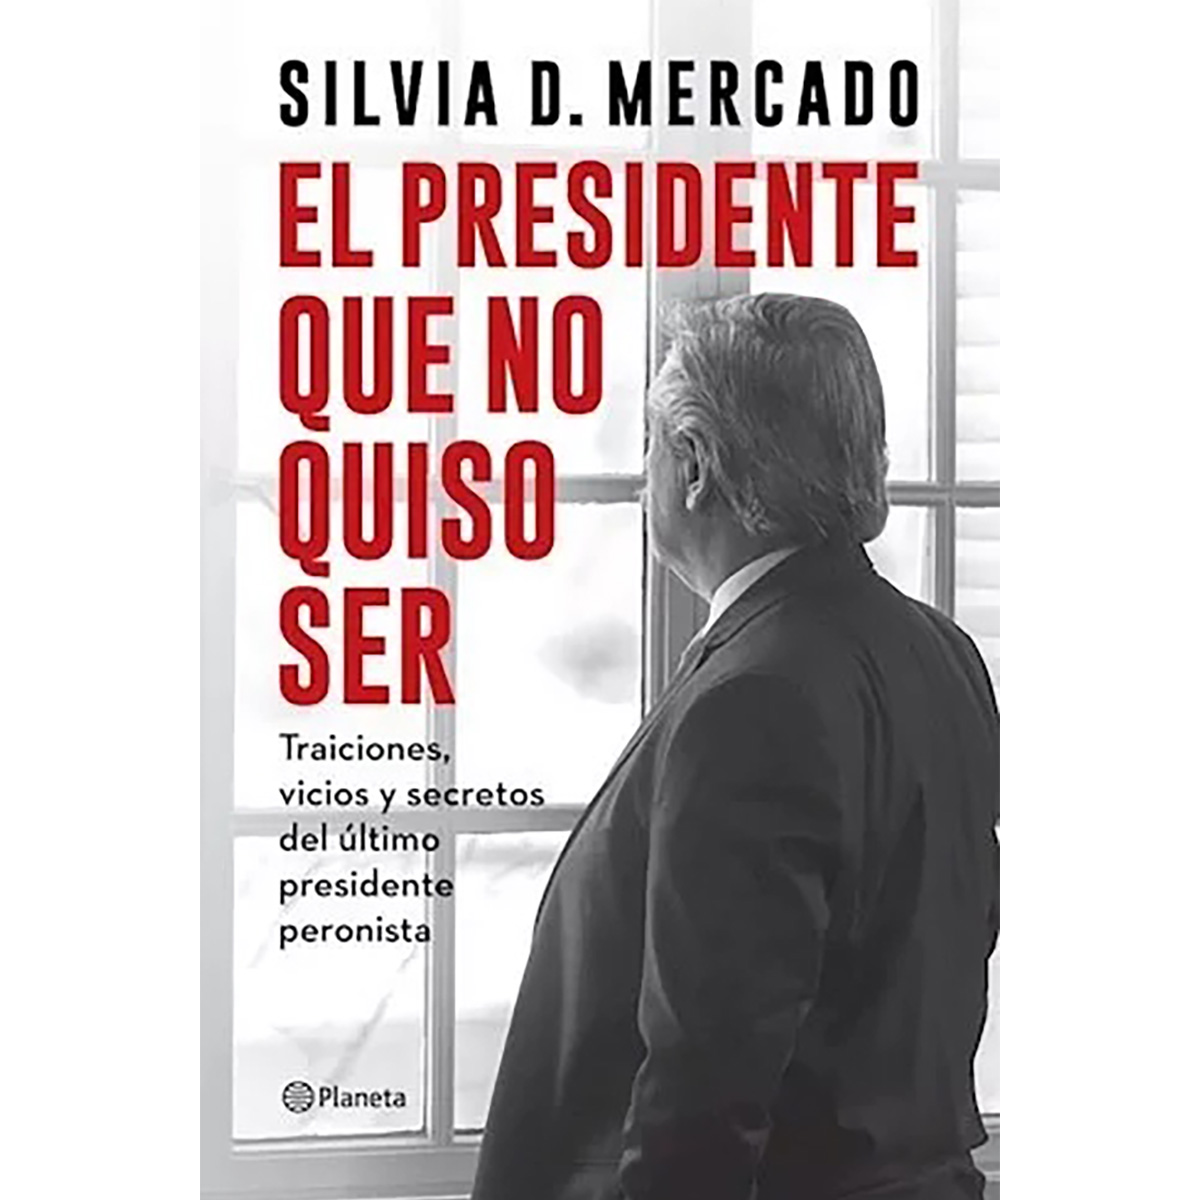 SILVIA D. MERCADO
EL PRESIDENTE
QUE NO
QUISO
SER
Traiciones,
vicios y secretos
del último
presidente
peronista
Planeta